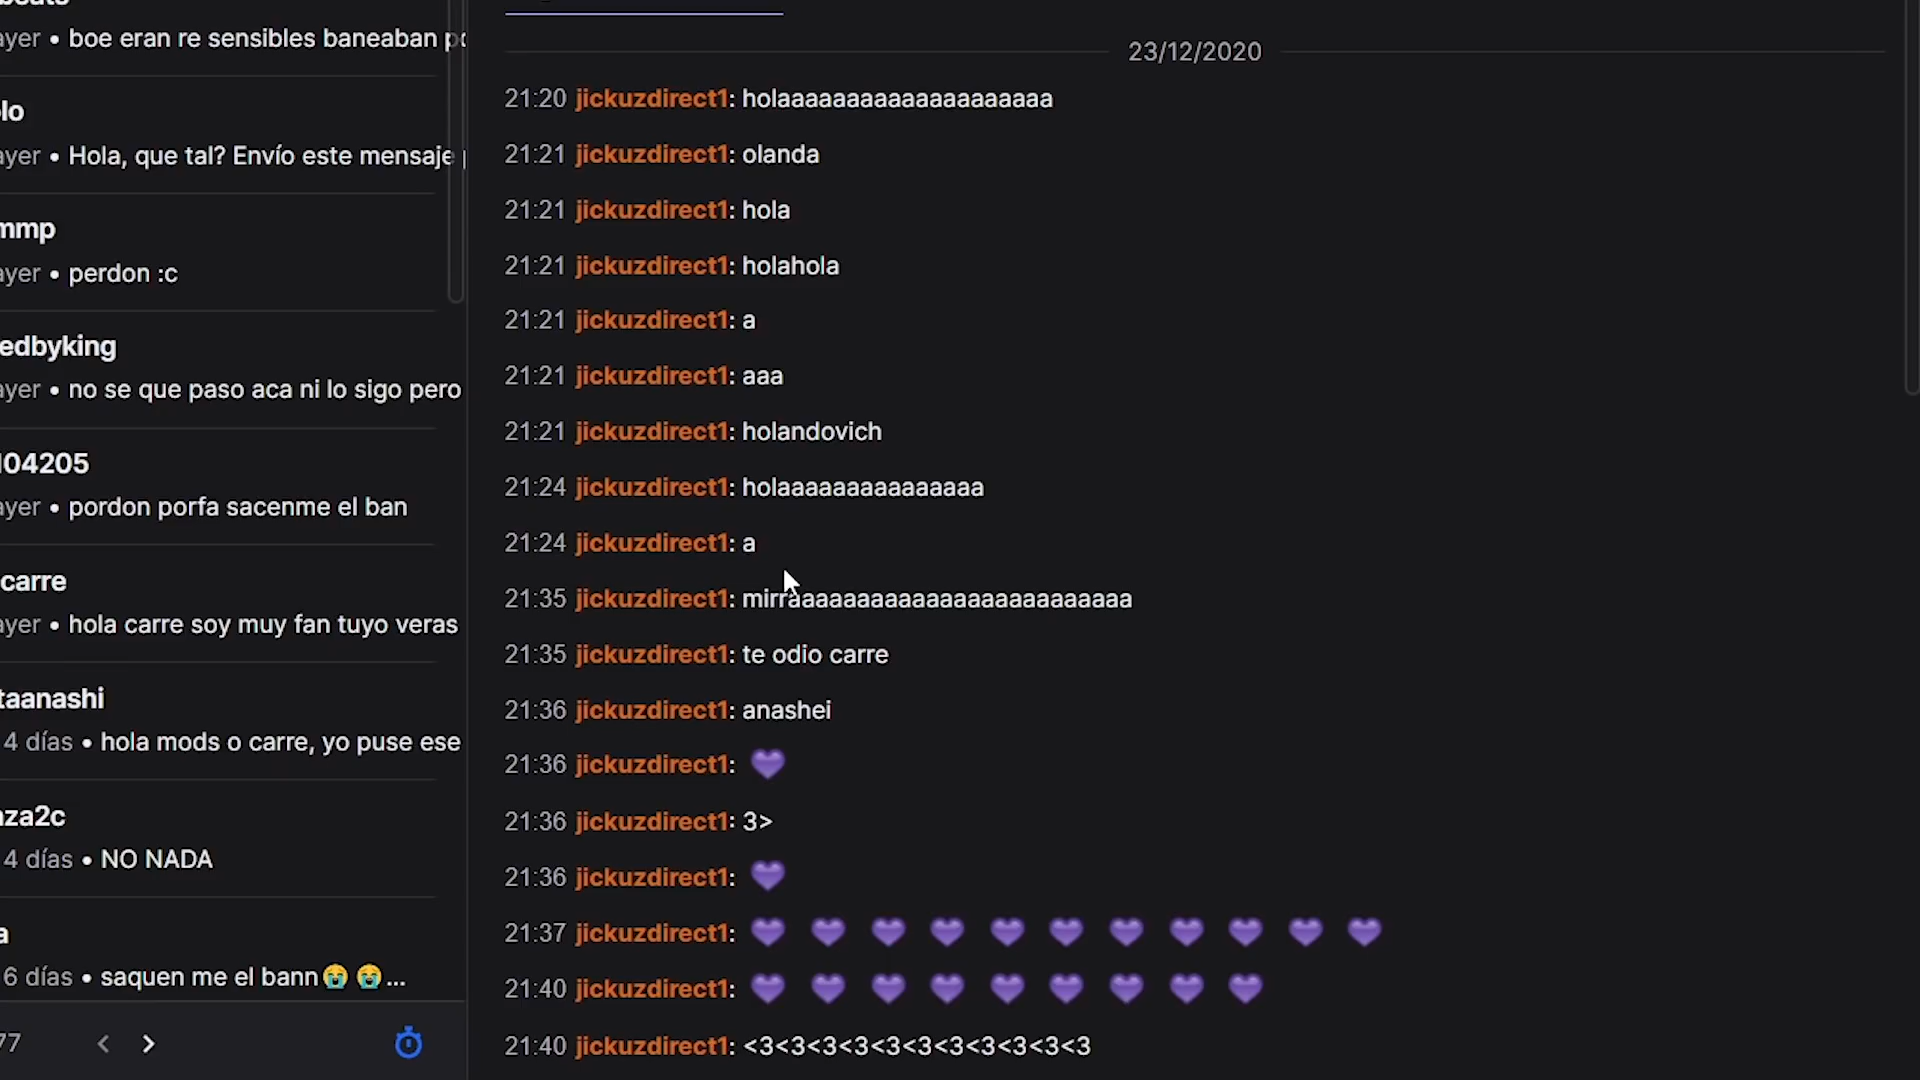 ayer • boe eran re sensibles baneaban
lo
ayer • Hola, que tal? Envío este mensaje
mmp
ayer • perdon :c
edbyking
ayer • no se que paso aca ni lo sigo pero
104205
ayer • pordon porfa sacenme el ban
carre
ayer • hola carre soy muy fan tuyo veras
taanashi
4 días • hola mods o carre, yo puse ese
za2c
4 días • NO NADA
a
6 días • saquen me el bann😭 😭...
77
23/12/2020
21:20 jickuzdirect1: holaaaaaaaaaaaaaaaaaaaa
21:21 jickuzdirect1: olanda
21:21 jickuzdirect1: hola
21:21 jickuzdirect1: holahola
21:21 jickuzdirect1: a
21:21 jickuzdirect1: aaa
21:21 jickuzdirect1: holandovich
21:24 jickuzdirect1: holaaaaaaaaaaaaaaa
21:24 jickuzdirect1: a
21:35 jickuzdirect1: mirraaaaaaaaaaaaaaaaaaaaaaaaa
21:35 jickuzdirect1: te odio carre
21:36 jickuzdirect1: anashei
21:36 jickuzdirect1: 💜
21:36 jickuzdirect1: 3>
21:36 jickuzdirect1: 💜
21:37 jickuzdirect1: 💜 💜 💜 💜 💜 💜 💜 💜 💜 💜 💜
21:40 jickuzdirect1: 💜 💜 💜 💜 💜 💜 💜 💜 💜
21:40 jickuzdirect1: <3<3<3<3<3<3<3<3<3<3<3